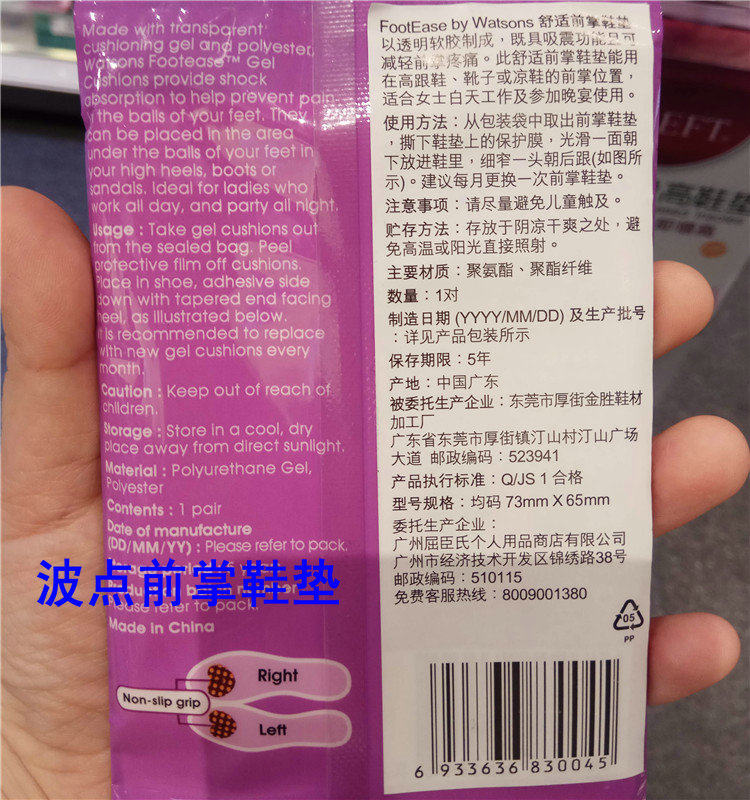 Made with transparent
cushioning gel and polyester,
Watsons Footease™ Gel
Cushions provide shock
absorption to help prevent pain
the balls of your feet. They
can be placed in the area
under the balls of your feet in
your high heels, boots or
sandals. Ideal for ladies who
work all day, and party all night.
Usage : Take gel cushions out
from the sealed bag. Peel
protective film off cushions.
Place in shoe, adhesive side
down with tapered end facing
heel, as illustrated below.
It is recommended to replace
with new gel cushions every
month.
Caution : Keep out of reach of
children.
Storage : Store in a cool, dry
place away from direct sunlight.
Material : Polyurethane Gel,
Polyester
Contents : 1 pair
Date of manufacture
(DD/MM/YY) : Please refer to pack.
波点前掌鞋垫
Please refer to pack.
Made in China
Non-slip grip
Right
Left
FootEase by Watsons 舒适前掌鞋垫
以透明软胶制成，既具吸震功能且可
减轻前掌疼痛。此舒适前掌鞋垫能用
在高跟鞋、靴子或凉鞋的前掌位置，
适合女士白天工作及参加晚宴使用。
使用方法：从包装袋中取出前掌鞋垫
，撕下鞋垫上的保护膜，光滑一面朝
下放进鞋里，细窄一头朝后跟(如图所
示)。建议每月更换一次前掌鞋垫。
注意事项：请尽量避免儿童触及。
贮存方法：存放于阴凉干爽之处，避
免高温或阳光直接照射。
主要材质：聚氨酯、聚酯纤维
数量：1对
制造日期 (YYYY/MM/DD) 及生产批号
：详见产品包装所示
保存期限：5年
产地：中国广东
被委托生产企业：东莞市厚街金胜鞋材
加工厂
广东省东莞市厚街镇汀山村汀山广场
大道 邮政编码：523941
产品执行标准：Q/JS 1 合格
型号规格：均码 73mm X 65mm
委托生产企业：
广州屈臣氏个人用品商店有限公司
广州市经济技术开发区锦绣路38号
邮政编码：510115
免费客服热线：8009001380
05
PP
6 933636 830045